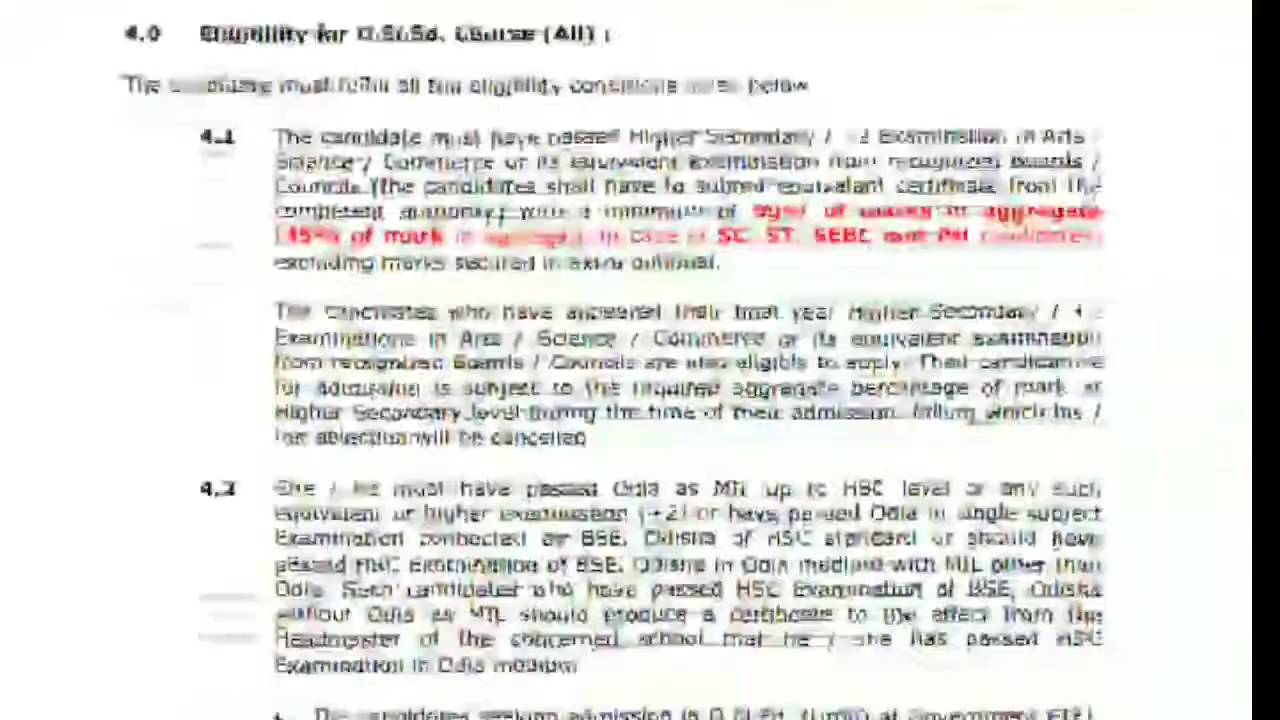 4.0 Eligibility for D.El.Ed. Course (All) :
The candidate must fulfill all the eligibility conditions below
4.1 The candidate must have passed Higher Secondary / Examination in Arts
Science / Commerce or its equivalent examination from recognized Boards /
Councils (the candidates shall have to submit equivalent certificate from the
competent authority) with a minimum of 50% of marks in aggregate
(45% of mark in aggregate in case of SC, ST, SEBC and PH candidates)
excluding marks secured in extra optional.
The candidates who have appeared their final year Higher Secondary /
Examinations in Arts / Science / Commerce or its equivalent examination
from recognized Boards / Councils are also eligible to apply. Their candidature
for admission is subject to the required aggregate percentage of mark at
Higher Secondary level during the time of their admission, failing which his /
her selection will be cancelled
4.2 She / He must have passed Odia as MIL up to HSC level or any such
equivalent or higher examination (+2) or have passed Odia in single subject
Examination conducted by BSE, Odisha of HSC standard or should have
passed HSC Examination of BSE, Odisha in Odia medium with MIL other than
Odia. Such candidates who have passed HSC Examination of BSE, Odisha
without Odia as MIL should produce a certificate to the effect from the
Headmaster of the concerned school that he / she has passed HSC
Examination in Odia medium
The candidates seeking admission in D.El.Ed. at Government